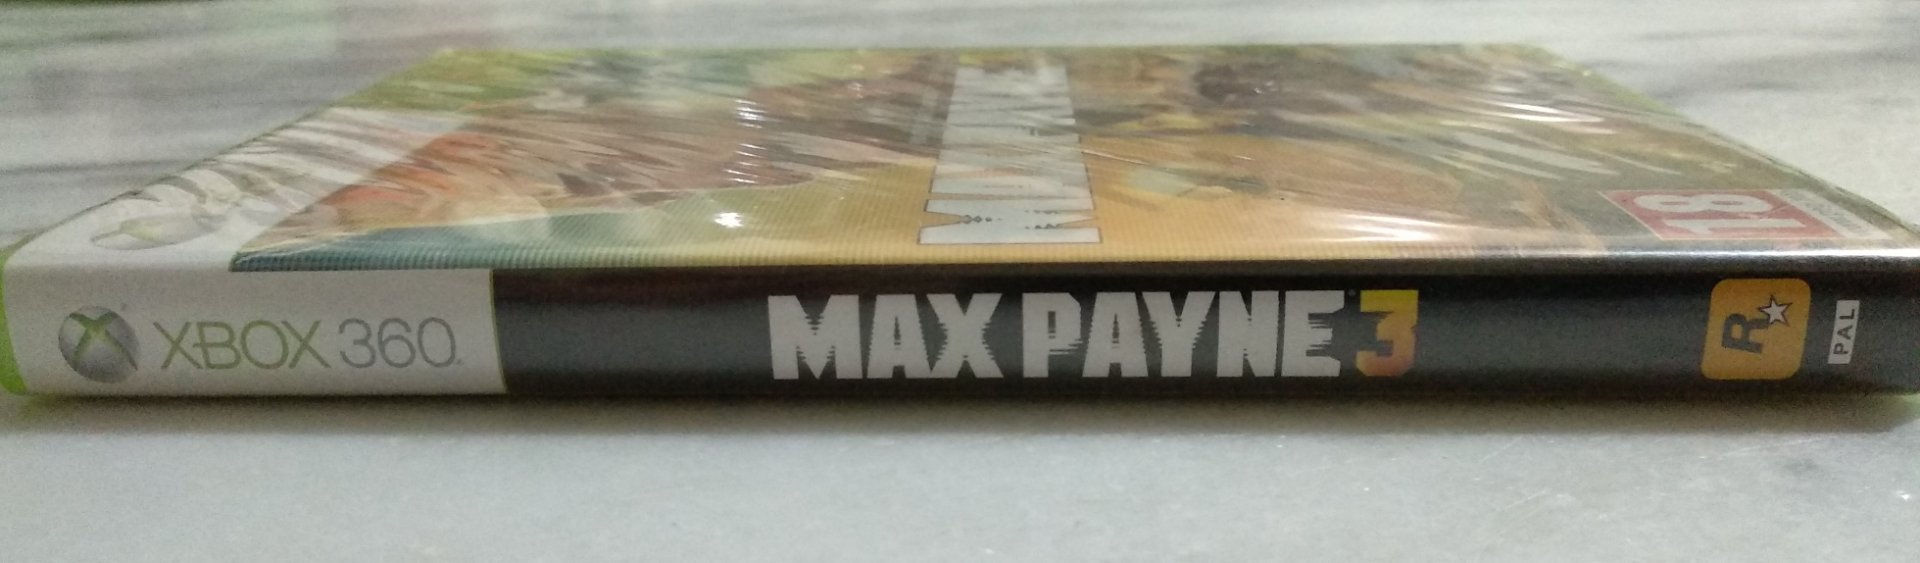 XBOX 360
MAX PAYNE 3
R
PAL
18